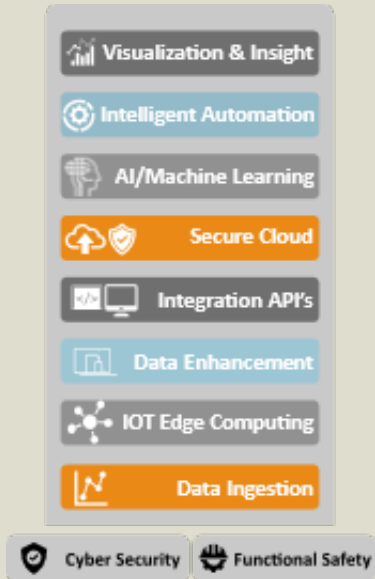 Visualization & Insight
Intelligent Automation
AI/Machine Learning
Secure Cloud
</>
Integration API's
Data Enhancement
IOT Edge Computing
Data Ingestion
Cyber Security
Functional Safety